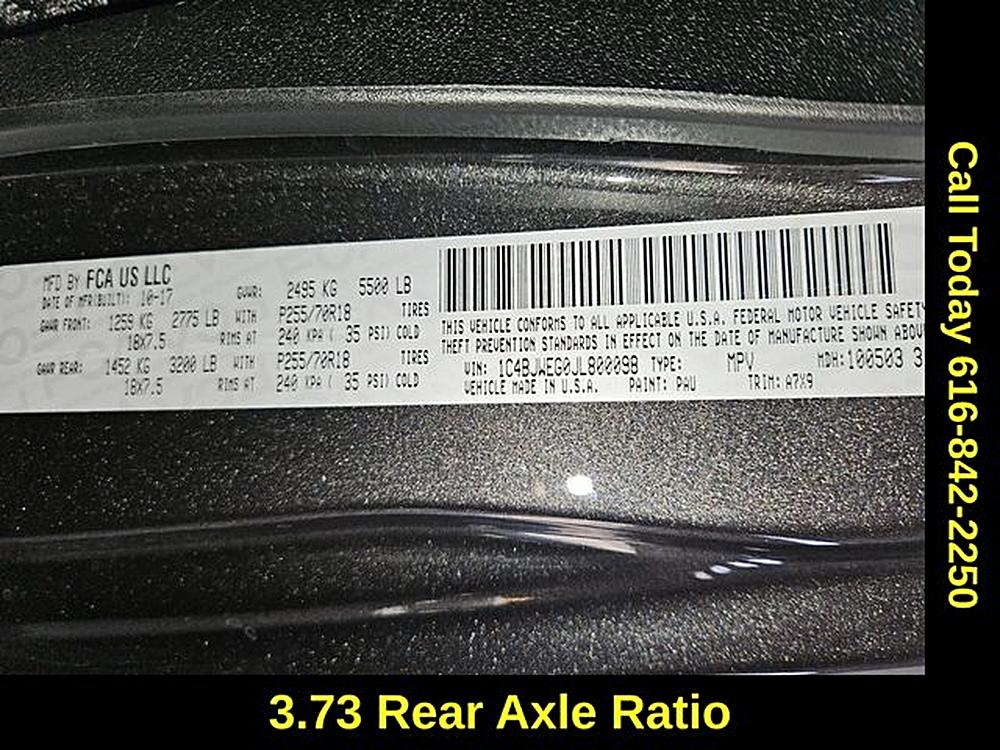 MFD BY FCA US LLC
DATE OF MFR(BUILT): 10-17
GVWR: 2495 KG 5500 LB
GAWR FRONT: 1259 KG 2775 LB WITH P255/70R18 TIRES
18X7.5 RIMS AT 240 KPA ( 35 PSI) COLD
GAWR REAR: 1452 KG 3200 LB WITH P255/70R18 TIRES
18X7.5 RIMS AT 240 KPA ( 35 PSI) COLD
THIS VEHICLE CONFORMS TO ALL APPLICABLE U.S.A. FEDERAL MOTOR VEHICLE SAFETY
THEFT PREVENTION STANDARDS IN EFFECT ON THE DATE OF MANUFACTURE SHOWN ABOV
VIN: 1C4BJWEG0JL800098 TYPE: MPV MDH: 100503 3
VEHICLE MADE IN U.S.A. PAINT: PAU TRIM: A7X9
Call Today 616-842-2250
3.73 Rear Axle Ratio